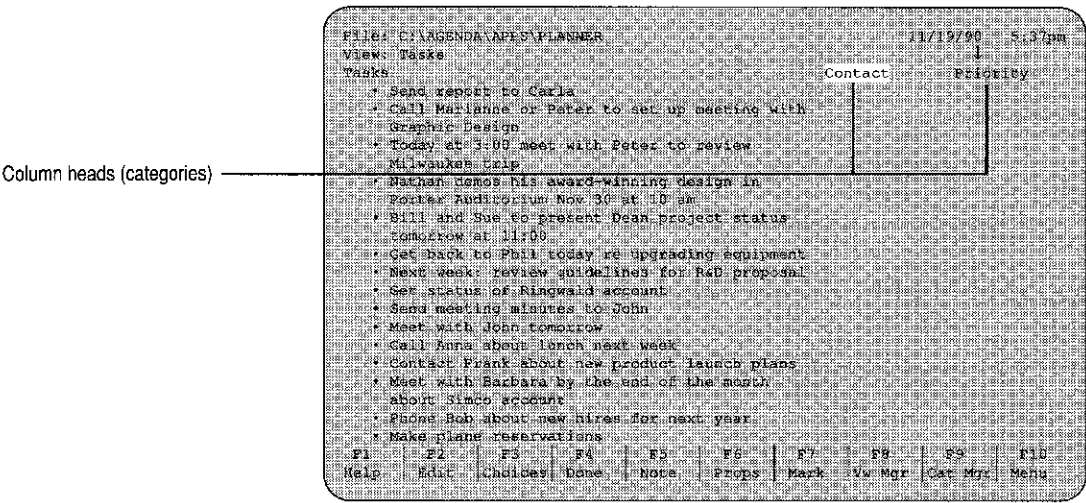 File: C:\AGENDA\APPS\PLANNER 11/19/90 5:37pm
View: Tasks
Tasks Contact Priority
• Send report to Carla
• Call Marianne or Peter to set up meeting with
Graphic Design
• Today at 3:00 meet with Peter to review
Milwaukee trip
Column heads (categories)
• Nathan demos his award-winning design in
Porter Auditorium Nov 30 at 10 am
• Bill and Sue to present Dean project status
tomorrow at 11:00
• Get back to Phil today re upgrading equipment
• Next week: review guidelines for R&D proposal
• Get status of Ringwald account
• Send meeting minutes to John
• Meet with John tomorrow
• Call Anna about lunch next week
• Contact Frank about new product launch plans
• Meet with Barbara by the end of the month
about Simco account
• Phone Bob about new hires for next year
• Make plane reservations
F1 F2 F3 F4 F5 F6 F7 F8 F9 F10
Help Edit Choices Done Note Props Mark Vw Mgr Cat Mgr Menu